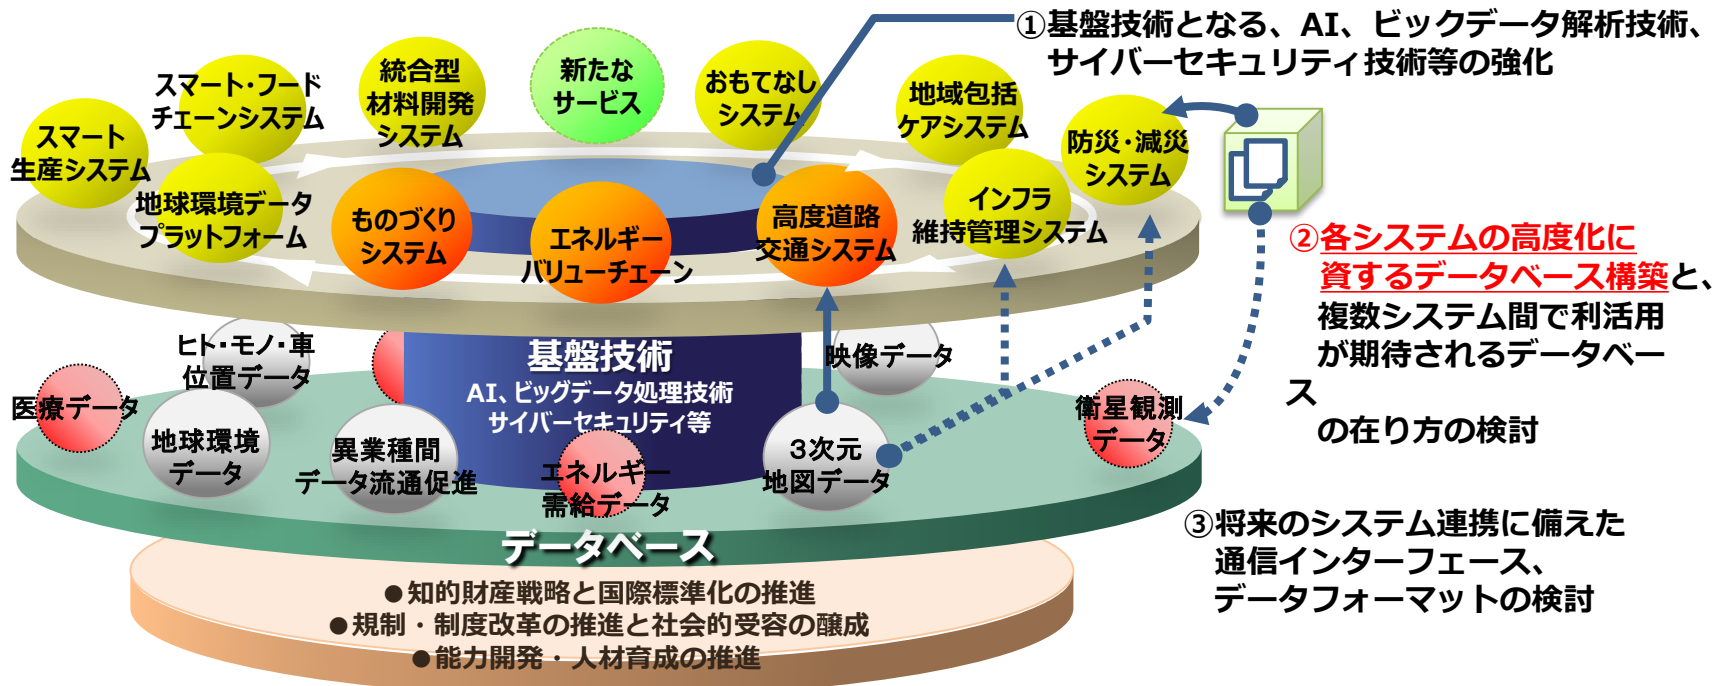 ①基盤技術となる、AI、ビックデータ解析技術、
サイバーセキュリティ技術等の強化
スマート・フード
チェーンシステム
統合型
材料開発
システム
新たな
サービス
おもてなし
システム
地域包括
ケアシステム
防災・減災
システム
スマート
生産システム
地球環境データ
プラットフォーム
ものづくり
システム
エネルギー
バリューチェーン
高度道路
交通システム
インフラ
維持管理システム
②各システムの高度化に
資するデータベース構築と、
複数システム間で利活用
が期待されるデータベー
ス
の在り方の検討
ヒト・モノ・車
位置データ
基盤技術
AI、ビッグデータ処理技術
サイバーセキュリティ等
映像データ
医療データ
地球環境
データ
異業種間
データ流通促進
エネルギー
需給データ
3次元
地図データ
衛星観測
データ
データベース
③将来のシステム連携に備えた
通信インターフェース、
データフォーマットの検討
●知的財産戦略と国際標準化の推進
●規制・制度改革の推進と社会的受容の醸成
●能力開発・人材育成の推進